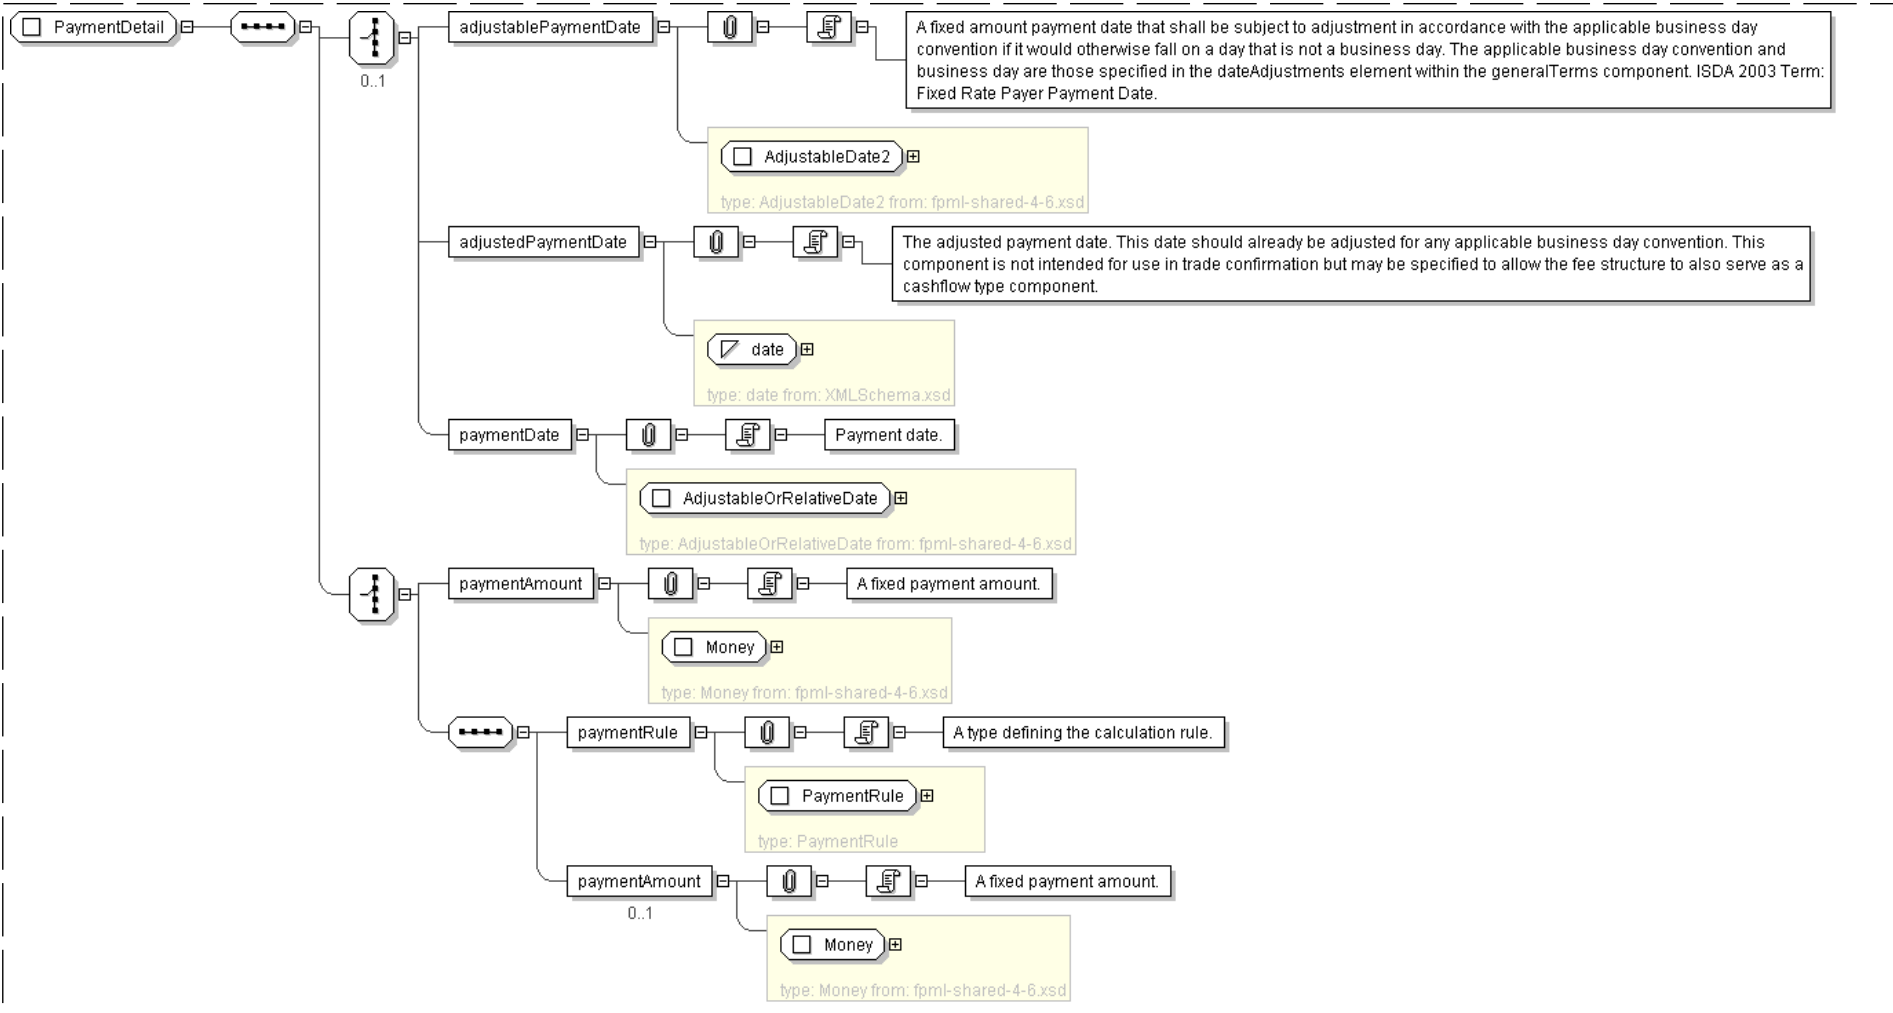 PaymentDetail
0..1
adjustablePaymentDate
A fixed amount payment date that shall be subject to adjustment in accordance with the applicable business day
convention if it would otherwise fall on a day that is not a business day. The applicable business day convention and
business day are those specified in the dateAdjustments element within the generalTerms component. ISDA 2003 Term:
Fixed Rate Payer Payment Date.
AdjustableDate2
type: AdjustableDate2 from: fpml-shared-4-6.xsd
adjustedPaymentDate
The adjusted payment date. This date should already be adjusted for any applicable business day convention. This
component is not intended for use in trade confirmation but may be specified to allow the fee structure to also serve as a
cashflow type component.
date
type: date from: XMLSchema.xsd
paymentDate
Payment date.
AdjustableOrRelativeDate
type: AdjustableOrRelativeDate from: fpml-shared-4-6.xsd
paymentAmount
A fixed payment amount.
Money
type: Money from: fpml-shared-4-6.xsd
paymentRule
A type defining the calculation rule.
PaymentRule
type: PaymentRule
paymentAmount
0..1
A fixed payment amount.
Money
type: Money from: fpml-shared-4-6.xsd